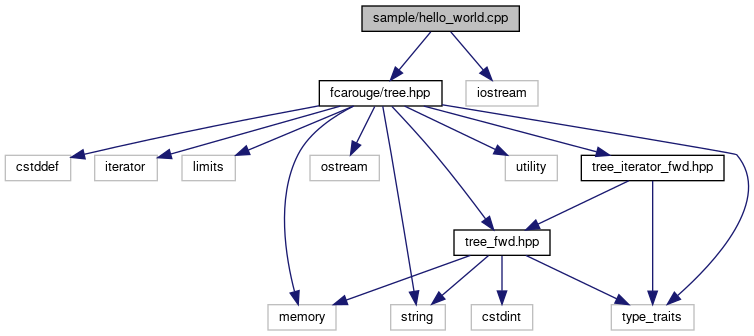 sample/hello_world.cpp
fcarouge/tree.hpp
iostream
cstddef
iterator
limits
ostream
utility
tree_iterator_fwd.hpp
tree_fwd.hpp
memory
string
cstdint
type_traits